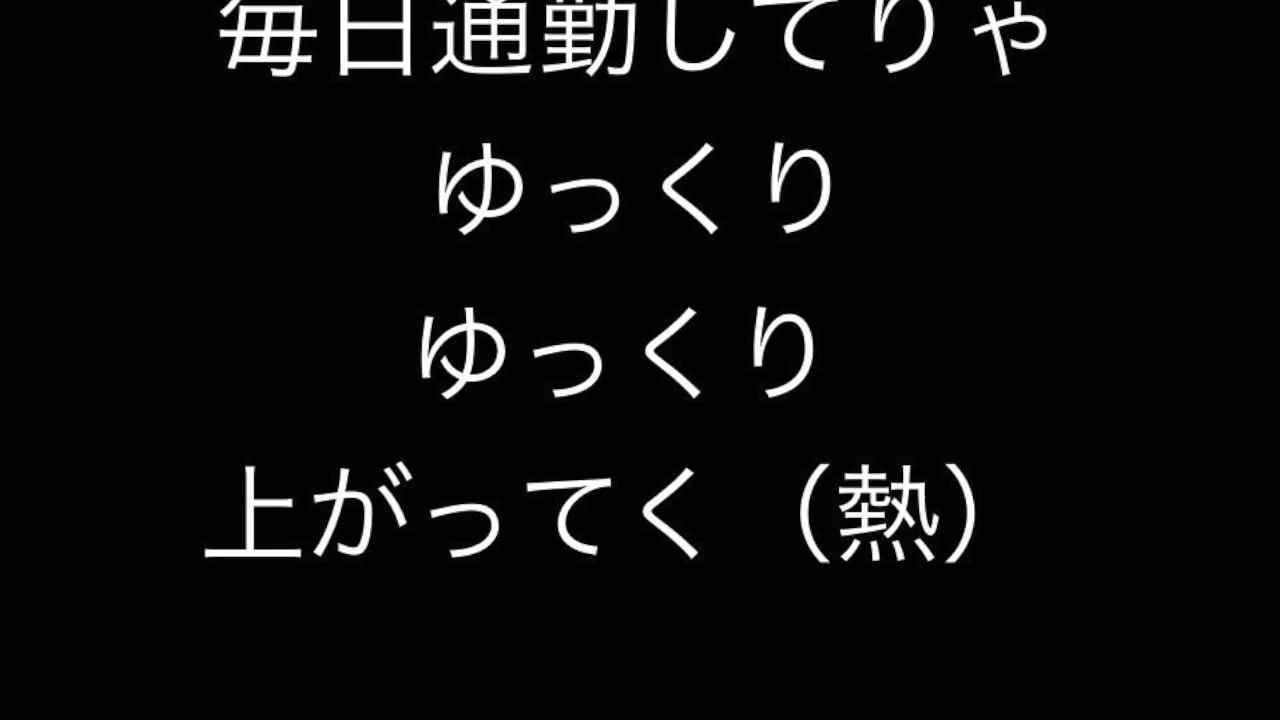 毎日通勤してりゃ
ゆっくり
ゆっくり
上がってく（熱）